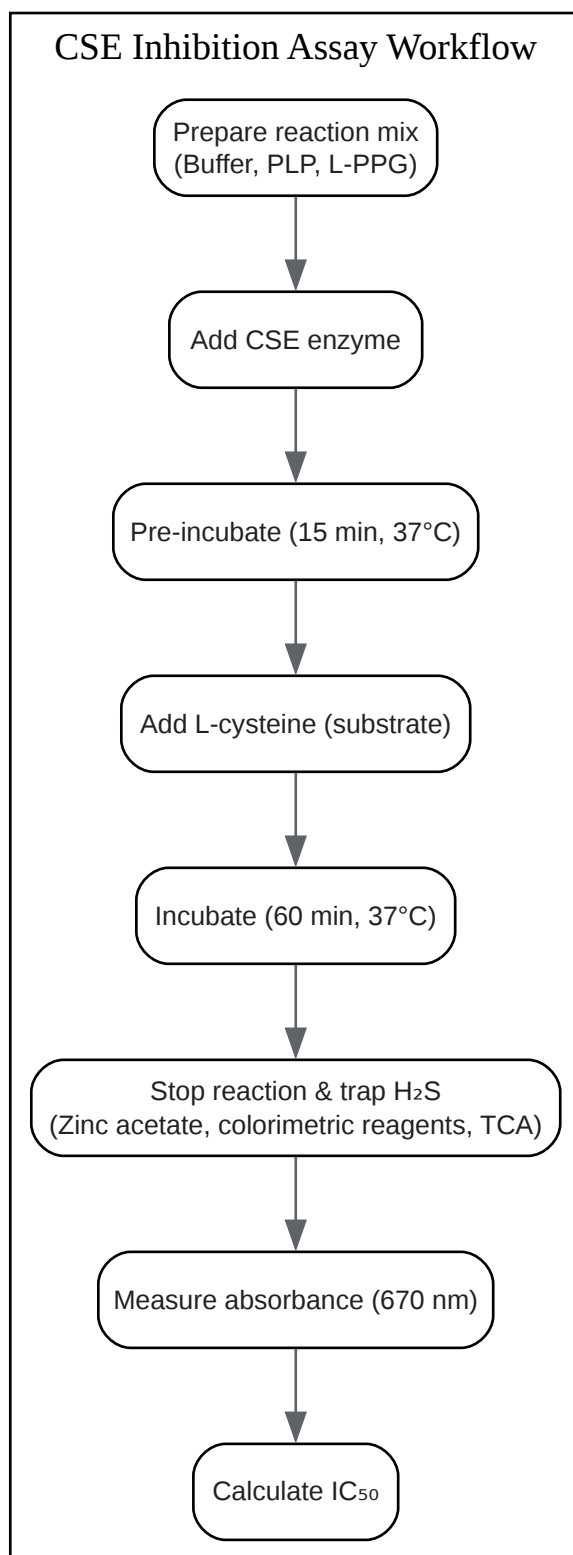 CSE Inhibition Assay Workflow
Prepare reaction mix
(Buffer, PLP, L-PPG)
Add CSE enzyme
Pre-incubate (15 min, 37°C)
Add L-cysteine (substrate)
Incubate (60 min, 37°C)
Stop reaction & trap H₂S
(Zinc acetate, colorimetric reagents, TCA)
Measure absorbance (670 nm)
Calculate IC₅₀